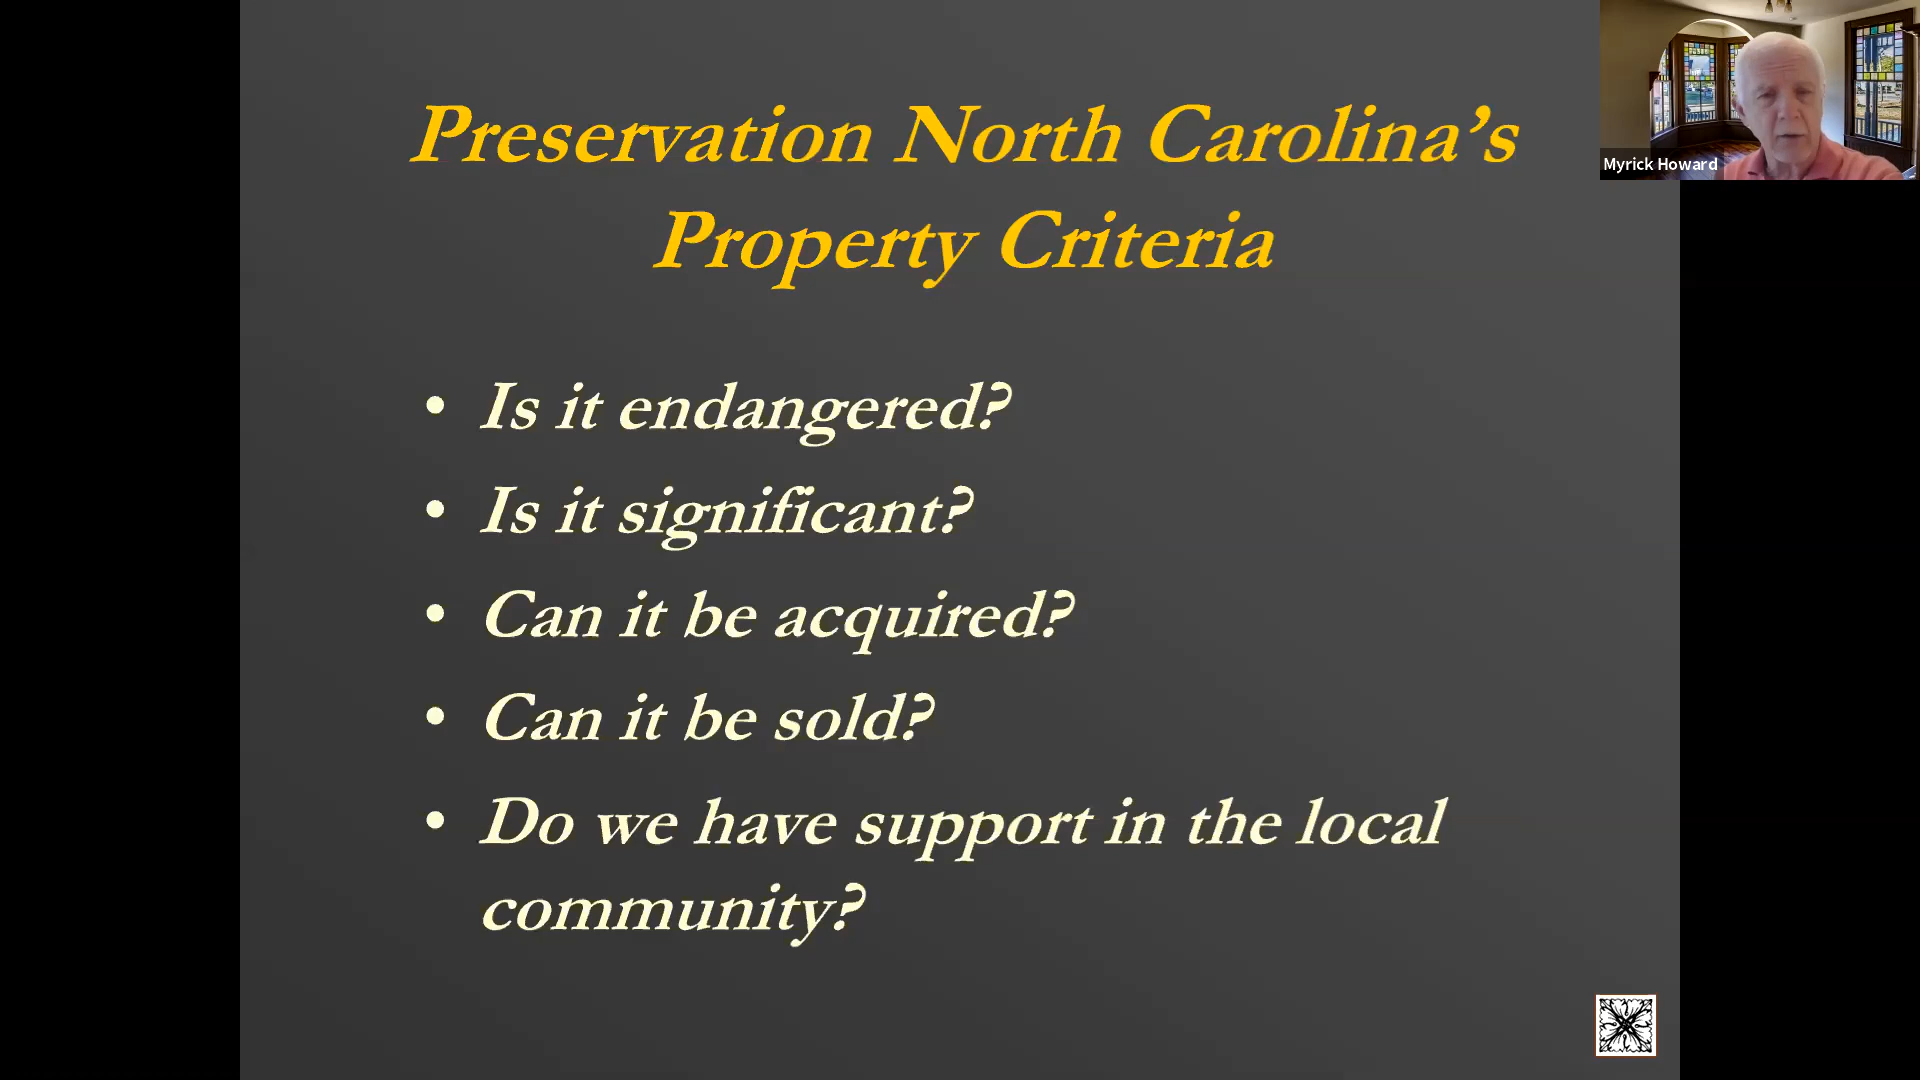 Preservation North Carolina’s
Property Criteria
• Is it endangered?
• Is it significant?
• Can it be acquired?
• Can it be sold?
• Do we have support in the local
community?
Myrick Howard